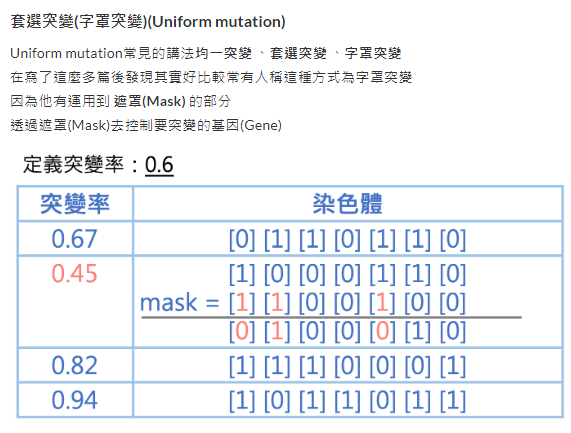 套選突變(字罩突變)(Uniform mutation)
Uniform mutation常見的講法均一突變 、套選突變 、字罩突變
在寫了這麼多篇後發現其實好比較常有人稱這種方式為字罩突變
因為他有運用到 遮罩(Mask) 的部分
透過遮罩(Mask)去控制要突變的基因(Gene)
定義突變率：0.6
突變率 染色體
0.67 [0] [1] [1] [0] [1] [1] [0]
0.45 [1] [0] [0] [0] [1] [1] [0]
mask = [1] [1] [0] [0] [1] [0] [0]
[0] [1] [0] [0] [0] [1] [0]
0.82 [1] [1] [1] [0] [0] [0] [1]
0.94 [1] [0] [1] [1] [0] [1] [1]